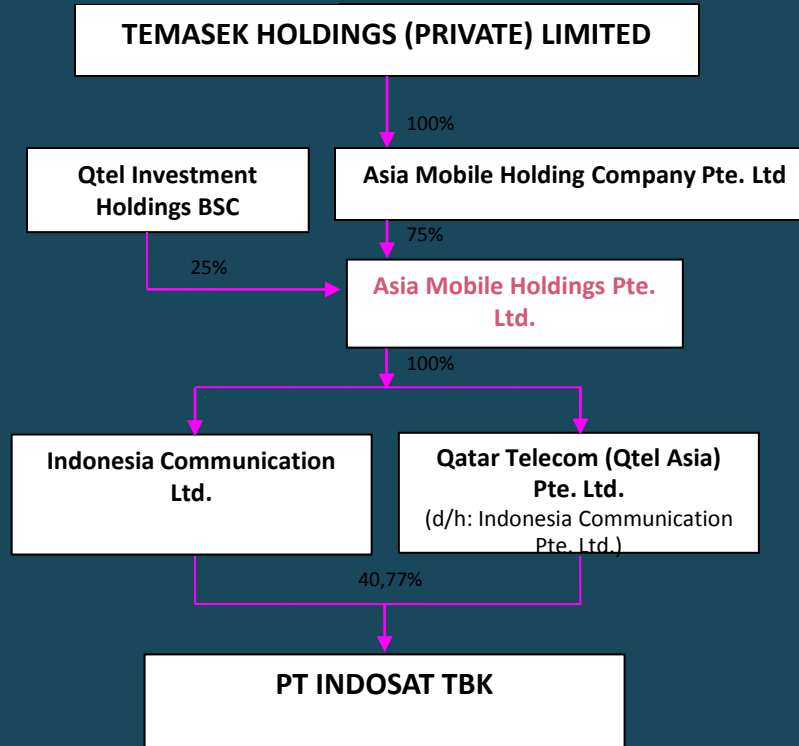 TEMASEK HOLDINGS (PRIVATE) LIMITED
100%
Qtel Investment
Holdings BSC
Asia Mobile Holding Company Pte. Ltd
75%
25%
Asia Mobile Holdings Pte.
Ltd.
100%
Indonesia Communication
Ltd.
Qatar Telecom (Qtel Asia)
Pte. Ltd.
(d/h: Indonesia Communication
Pte. Ltd.)
40,77%
PT INDOSAT TBK